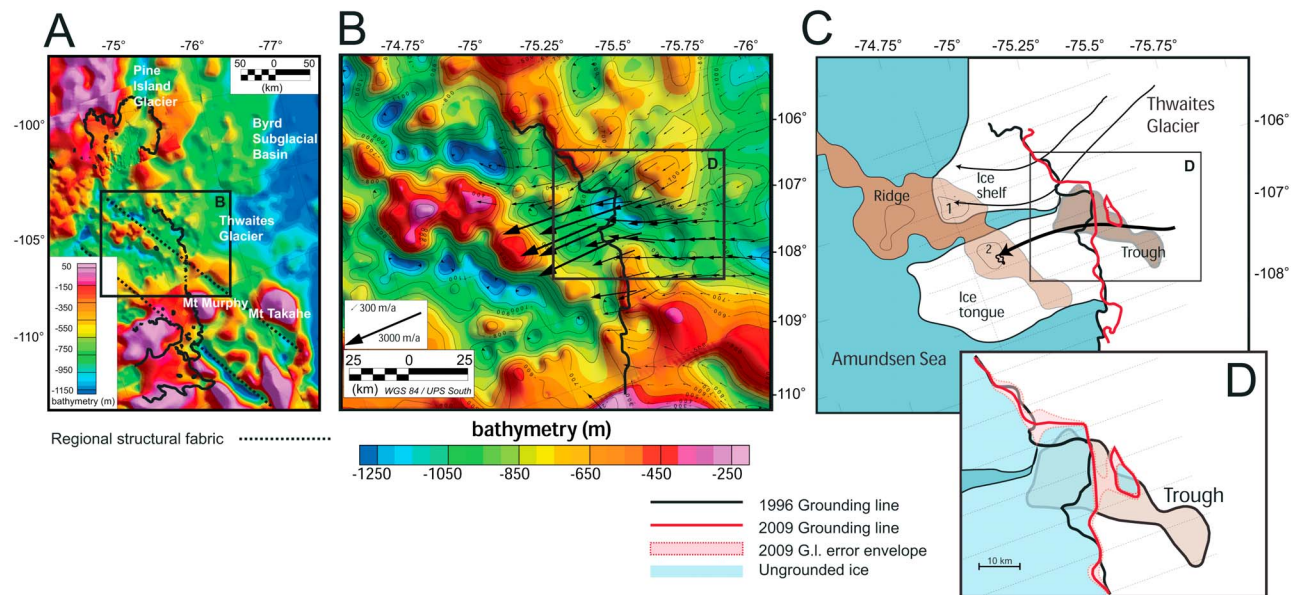 A
-75° -76° -77°
Pine
Island
Glacier
50 0 50
(km)
-100°
Byrd
Subglacial
Basin
B
Thwaites
Glacier
-105°
50
-150
-350
-550
-750
-950
-1150
bathymetry (m)
Mt Murphy
Mt Takahe
-110°
Regional structural fabric
B
-74.75° -75° -75.25° -75.5° -75.75° -76°
-106°
D
-107°
-108°
300 m/a
3000 m/a
25 0 25
(km) WGS 84 / UPS South
-109°
-110°
bathymetry (m)
-1250 -1050 -850 -650 -450 -250
C
-74.75° -75° -75.25° -75.5° -75.75°
Thwaites
Glacier
-106°
D
Ice
shelf
Ridge
1
-107°
2
Trough
-108°
Ice
tongue
Amundsen Sea
D
Trough
10 km
1996 Grounding line
2009 Grounding line
2009 G.l. error envelope
Ungrounded ice